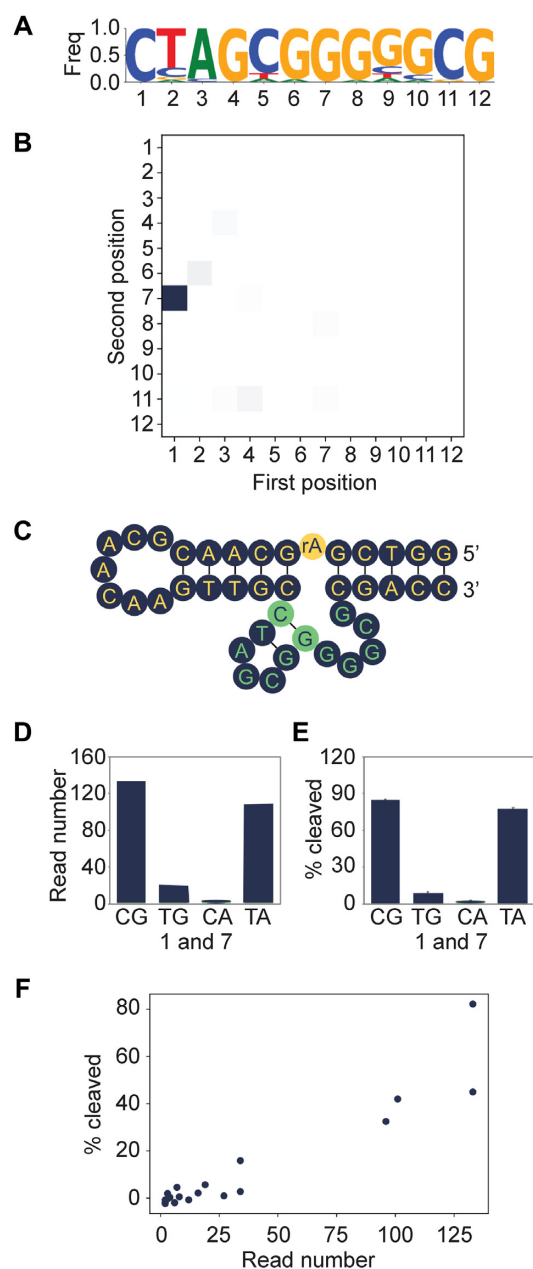 A
Freq
1.0
0.5
0.0
CTAGCGGGGGCG
1 2 3 4 5 6 7 8 9 10 11 12
B
Second position
1
2
3
4
5
6
7
8
9
10
11
12
1 2 3 4 5 6 7 8 9 10 11 12
First position
C
A C G C A A C G rA G C T G G 5’
A
C A A G T T G C C G A C C 3’
C G
T G C
A G G G G
G C
D
Read number
160
120
80
40
0
CG TG CA TA
1 and 7
E
% cleaved
120
90
60
30
0
CG TG CA TA
1 and 7
F
% cleaved
80
60
40
20
0
0 25 50 75 100 125
Read number